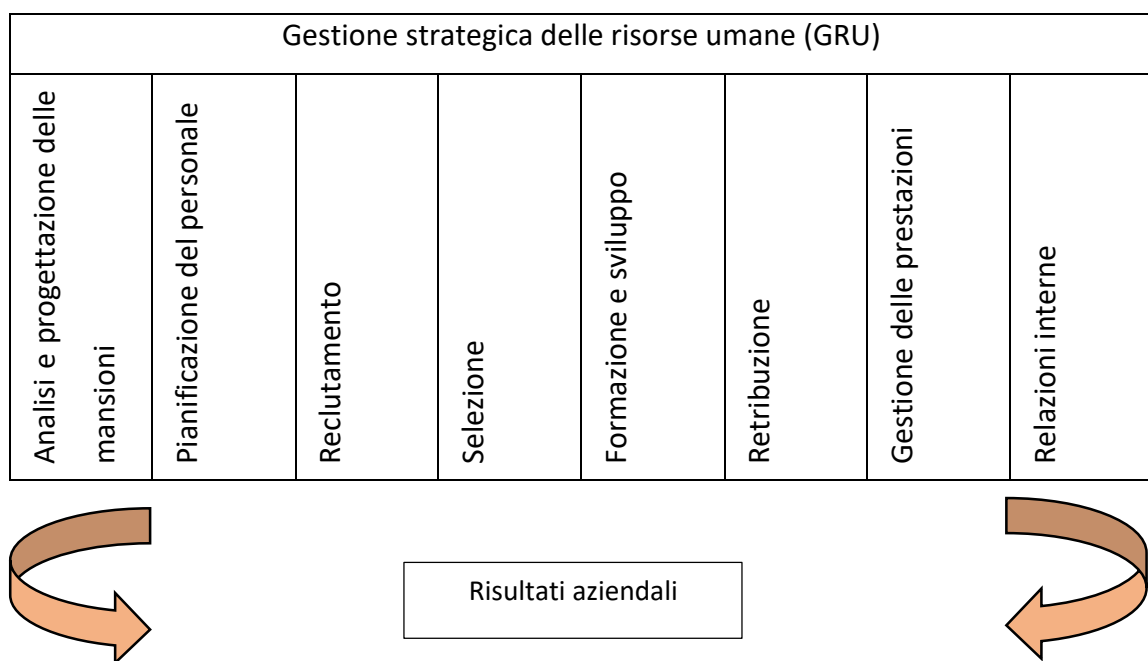 Gestione strategica delle risorse umane (GRU)
Analisi e progettazione delle
mansioni
Pianificazione del personale
Reclutamento
Selezione
Formazione e sviluppo
Retribuzione
Gestione delle prestazioni
Relazioni interne
Risultati aziendali